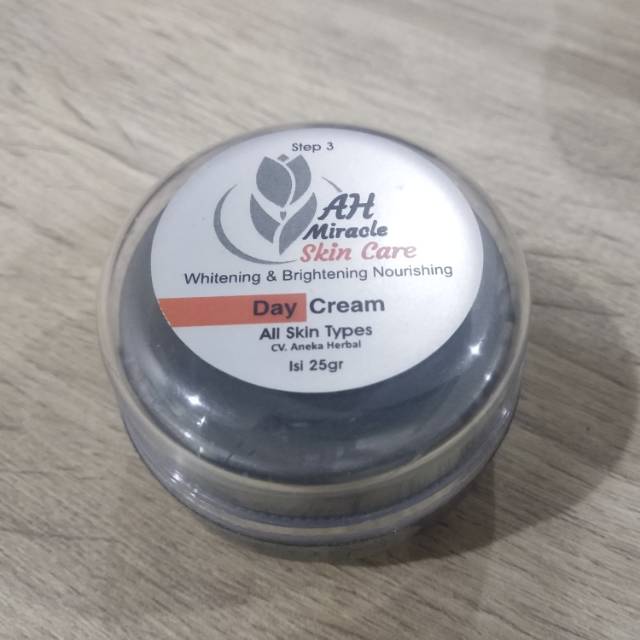 Step 3
AH
Miracle
Skin Care
Whitening & Brightening Nourishing
Day Cream
All Skin Types
CV. Aneka Herbal
Isi 25gr